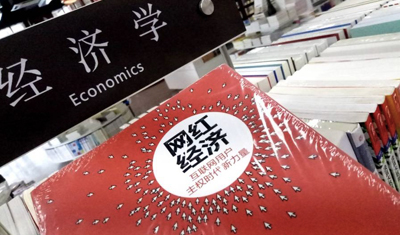 经济学
Economics
网红
经济
互联网用户
主权时代 新力量